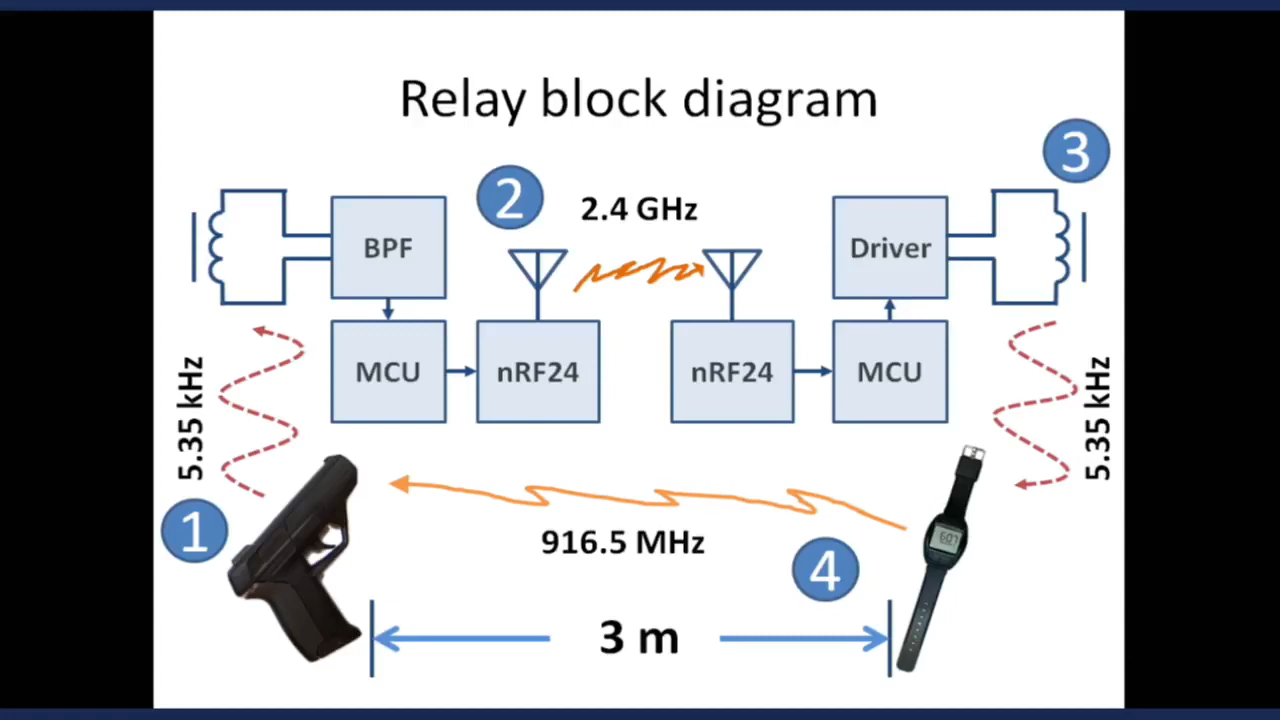 Relay block diagram
3
2
2.4 GHz
BPF
Driver
MCU
nRF24
nRF24
MCU
5.35 kHz
5.35 kHz
1
916.5 MHz
4
607
3 m